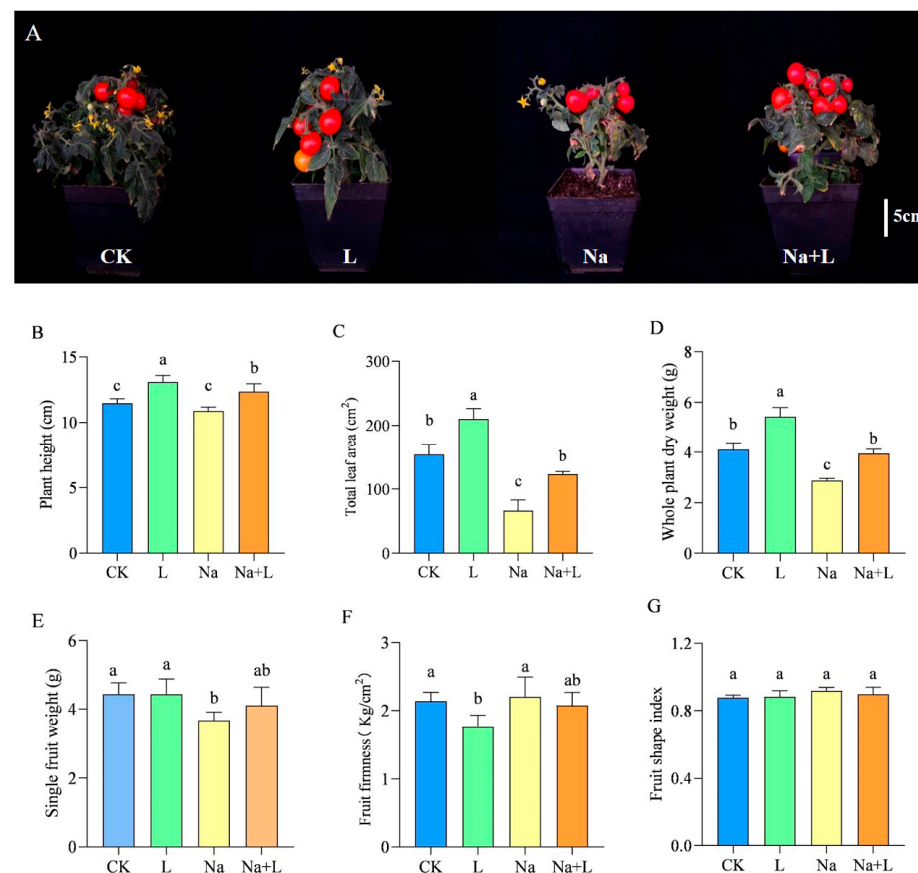 A
CK
L
Na
Na+L
5cm
B
Plant height (cm)
15
10
5
0
c
a
c
b
CK
L
Na
Na+L
C
Total leaf area (cm²)
300
200
100
0
b
a
c
b
CK
L
Na
Na+L
D
Whole plant dry weight (g)
8
6
4
2
0
b
a
c
b
CK
L
Na
Na+L
E
Single fruit weight (g)
6
4
2
0
a
a
b
ab
CK
L
Na
Na+L
F
Fruit firmness ( Kg/cm²)
3
2
1
0
a
b
a
ab
CK
L
Na
Na+L
G
Fruit shape index
1.2
0.8
0.4
0.0
a
a
a
a
CK
L
Na
Na+L